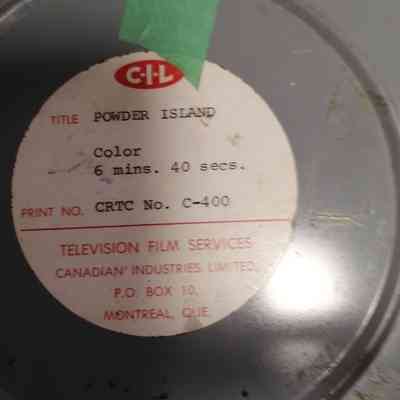 C-I-L
TITLE POWDER ISLAND
Color
6 mins. 40 secs.
PRINT NO. CRTC No. C-400
TELEVISION FILM SERVICES
CANADIAN INDUSTRIES LIMITED,
P.O. BOX 10,
MONTREAL, QUE.